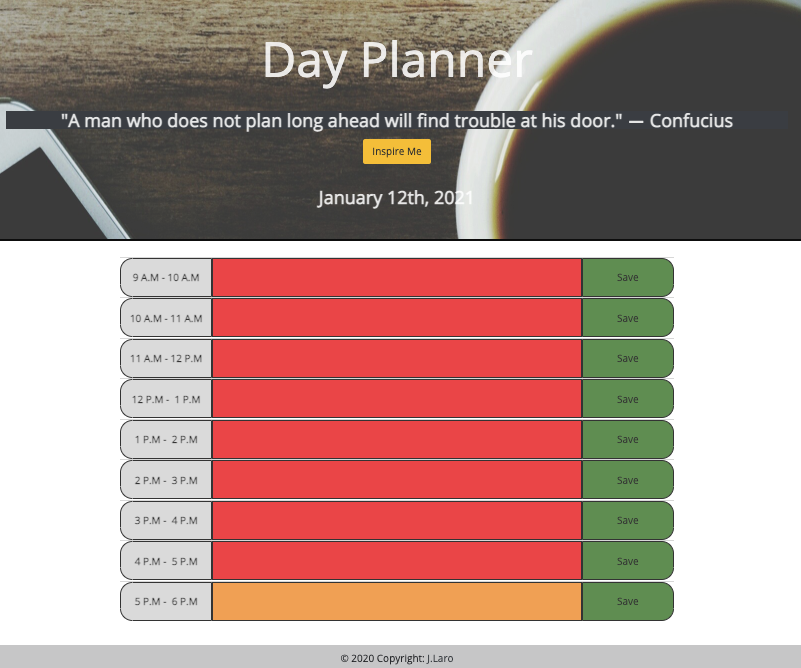 Day Planner
"A man who does not plan long ahead will find trouble at his door." — Confucius
Inspire Me
January 12th, 2021
9 A.M - 10 A.M Save
10 A.M - 11 A.M Save
11 A.M - 12 P.M Save
12 P.M - 1 P.M Save
1 P.M - 2 P.M Save
2 P.M - 3 P.M Save
3 P.M - 4 P.M Save
4 P.M - 5 P.M Save
5 P.M - 6 P.M Save
© 2020 Copyright: J.Laro